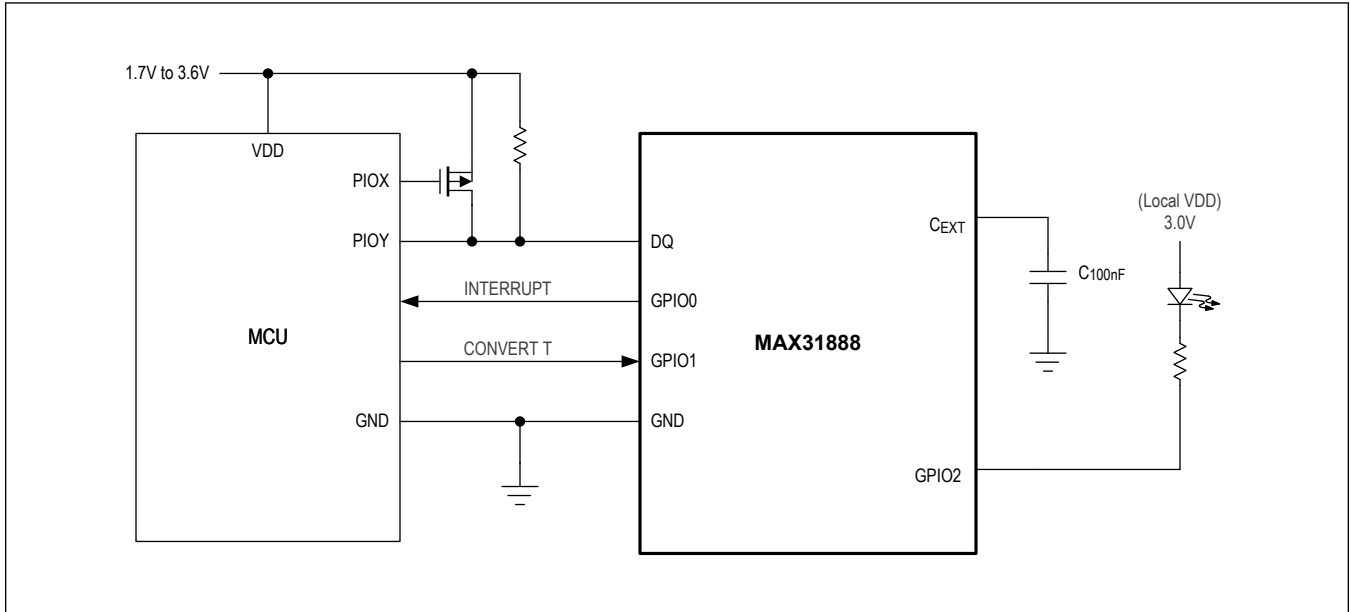 1.7V to 3.6V
VDD
PIOX
PIOY
MCU
GND
INTERRUPT
CONVERT T
DQ
GPIO0
GPIO1
GND
MAX31888
CEXT
GPIO2
C100nF
(Local VDD)
3.0V